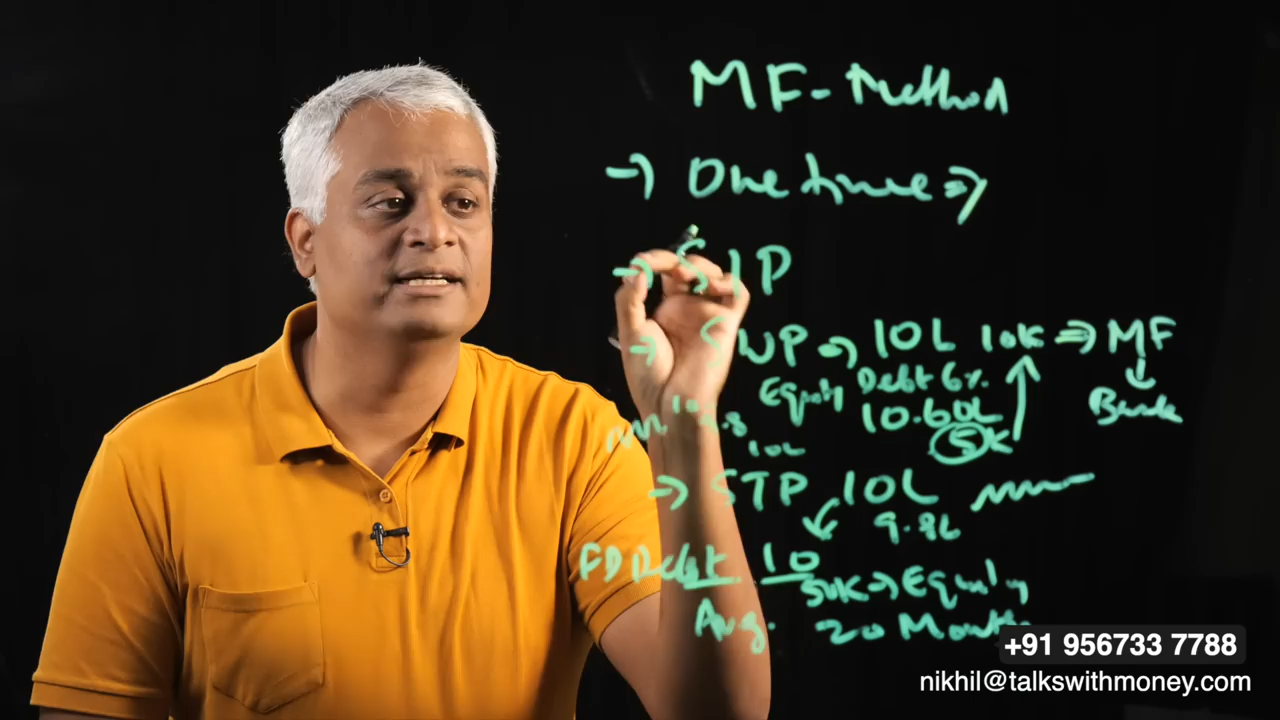 MF - Method
→ One time ⇒
→ SIP
→ SWP → 10L 10K ⇒ MF
Equity Debt 6%. ↓
10.60L Bank
10L 5K
→ STP 10L
9.8L
FD Debt 10
50K → Equity
Avg. 20 Months
+91 956733 7788
nikhil@talkswithmoney.com